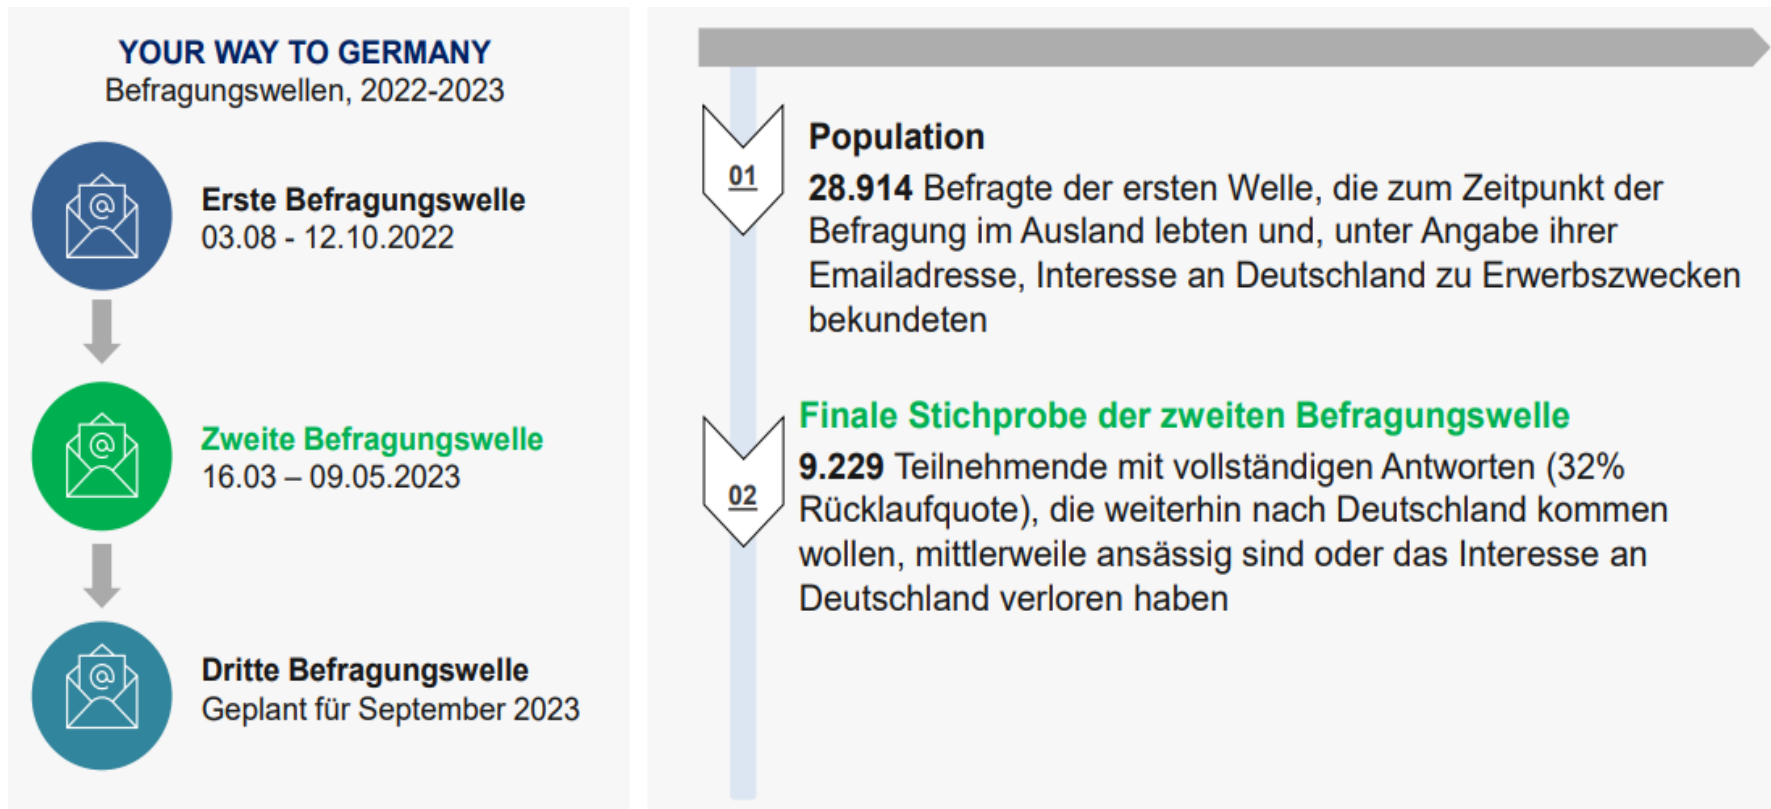 YOUR WAY TO GERMANY
Befragungswellen, 2022-2023
Erste Befragungswelle
03.08 - 12.10.2022
Zweite Befragungswelle
16.03 – 09.05.2023
Dritte Befragungswelle
Geplant für September 2023
01
Population
28.914 Befragte der ersten Welle, die zum Zeitpunkt der
Befragung im Ausland lebten und, unter Angabe ihrer
Emailadresse, Interesse an Deutschland zu Erwerbszwecken
bekundeten
02
Finale Stichprobe der zweiten Befragungswelle
9.229 Teilnehmende mit vollständigen Antworten (32%
Rücklaufquote), die weiterhin nach Deutschland kommen
wollen, mittlerweile ansässig sind oder das Interesse an
Deutschland verloren haben